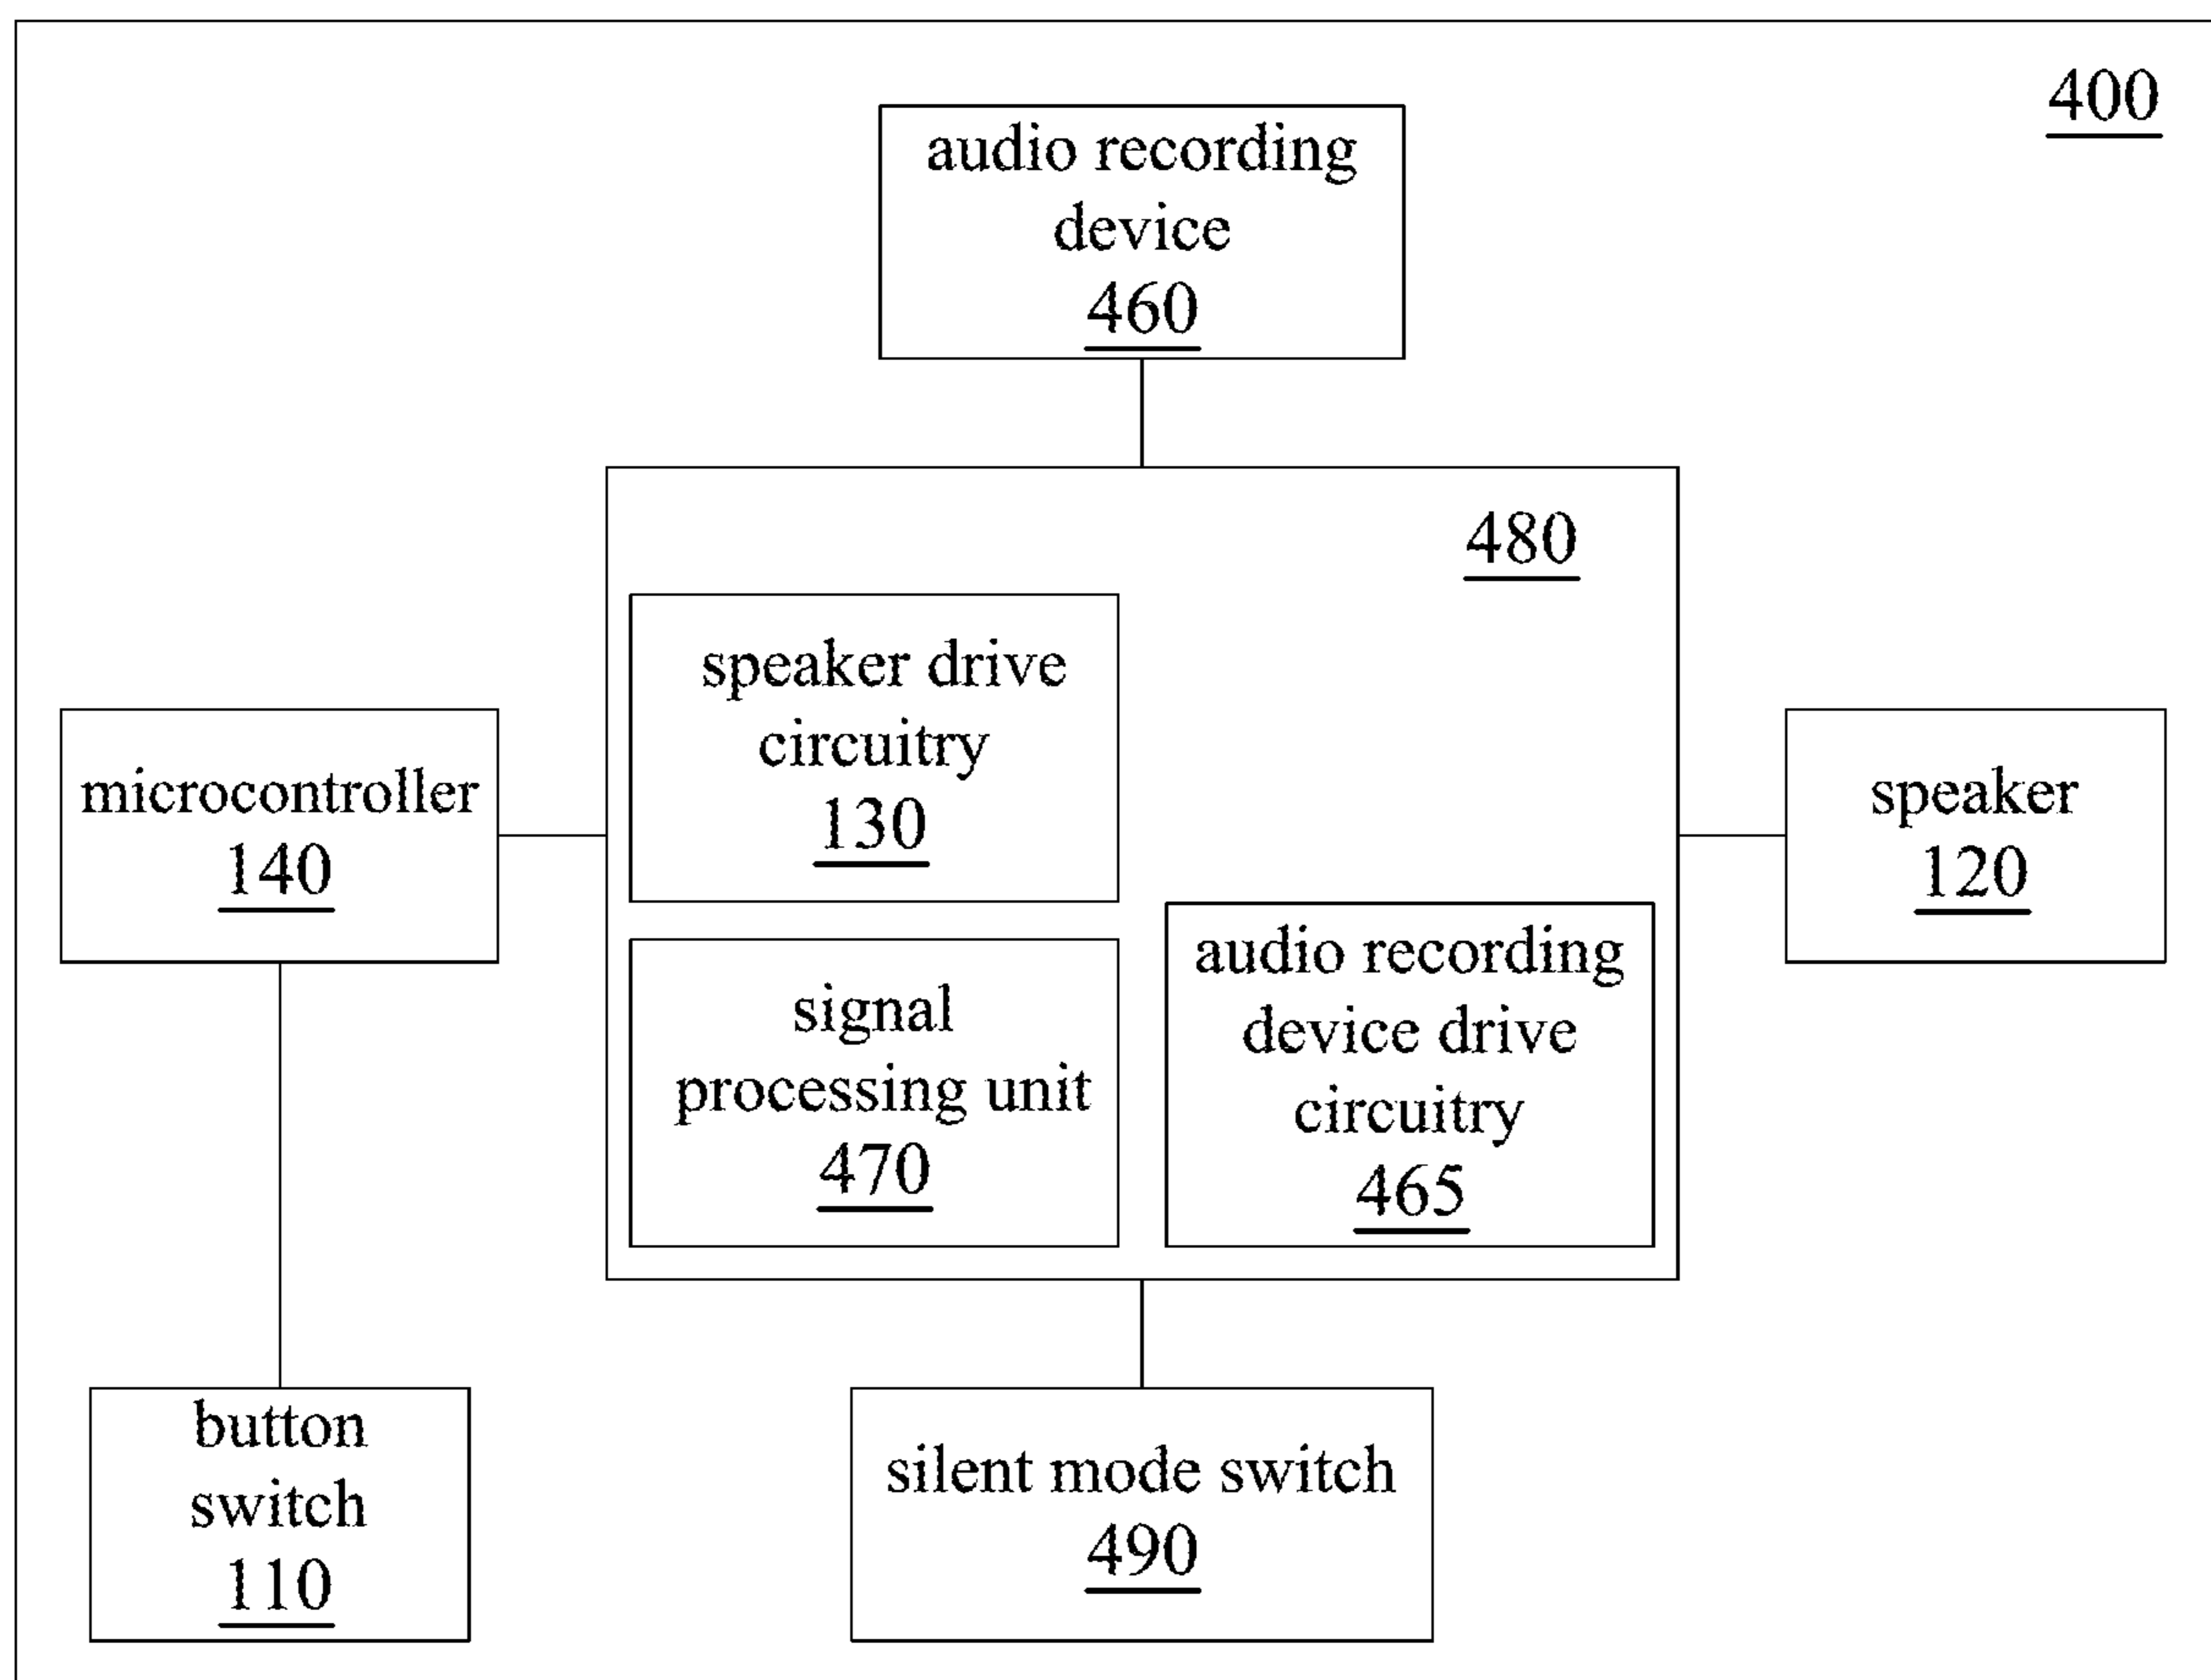 400
audio recording
device
460
480
speaker drive
circuitry
130
microcontroller
140
speaker
120
signal
processing unit
470
audio recording
device drive
circuitry
465
button
switch
110
silent mode switch
490